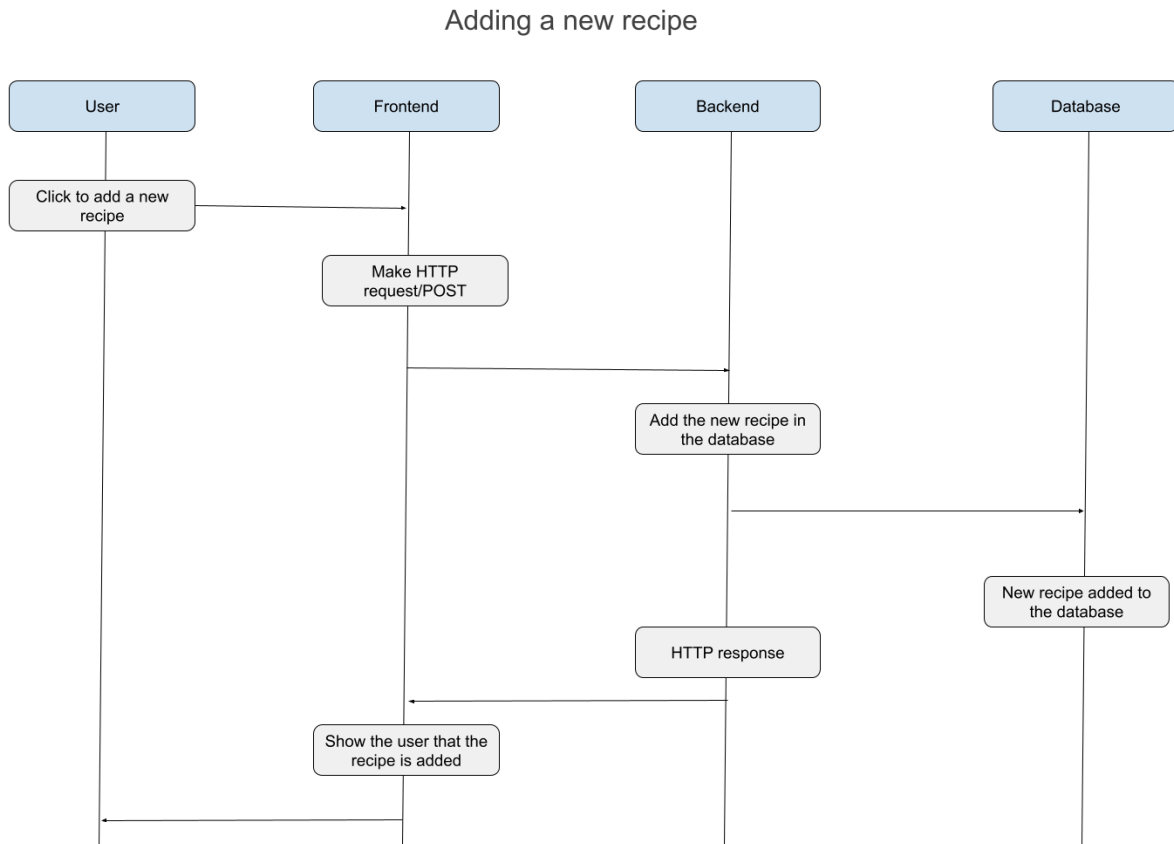 Adding a new recipe
User
Frontend
Backend
Database
Click to add a new
recipe
Make HTTP
request/POST
Add the new recipe in
the database
New recipe added to
the database
HTTP response
Show the user that the
recipe is added